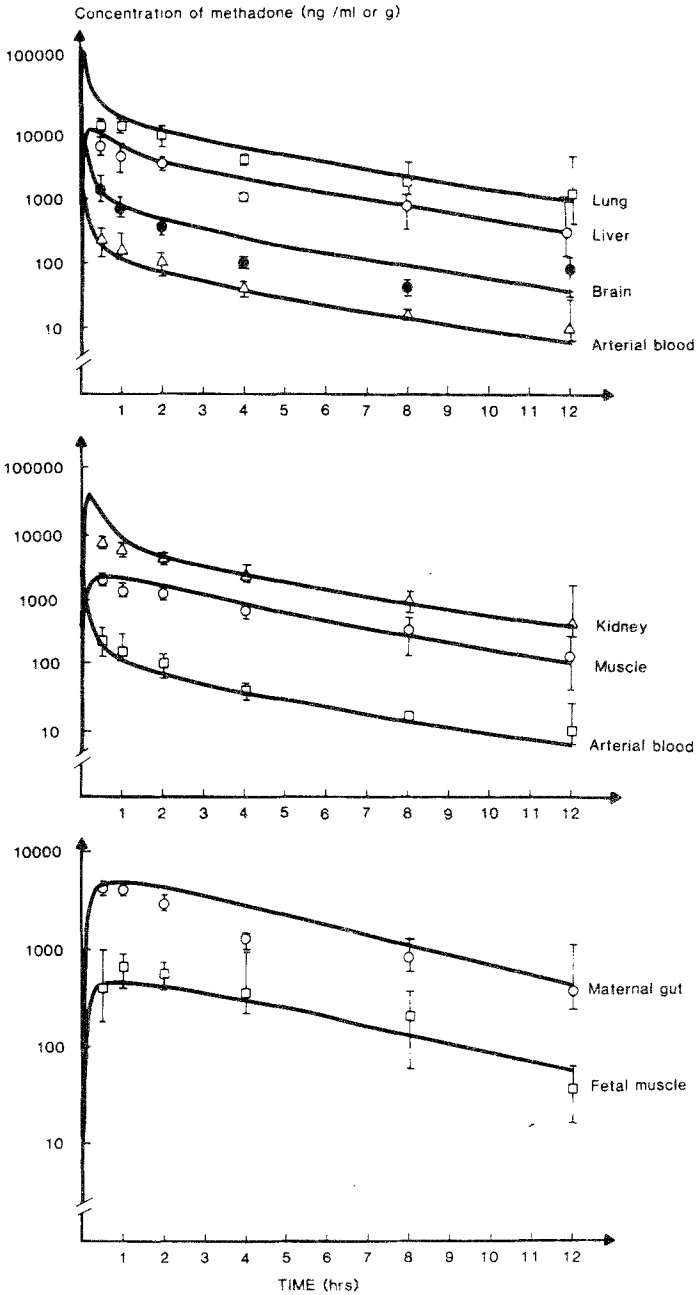 Concentration of methadone (ng /ml or g)
100000
10000
1000
100
10
Lung
Liver
Brain
Arterial blood
1 2 3 4 5 6 7 8 9 10 11 12
100000
10000
1000
100
10
Kidney
Muscle
Arterial blood
1 2 3 4 5 6 7 8 9 10 11 12
10000
1000
100
10
Maternal gut
Fetal muscle
1 2 3 4 5 6 7 8 9 10 11 12
TIME (hrs)